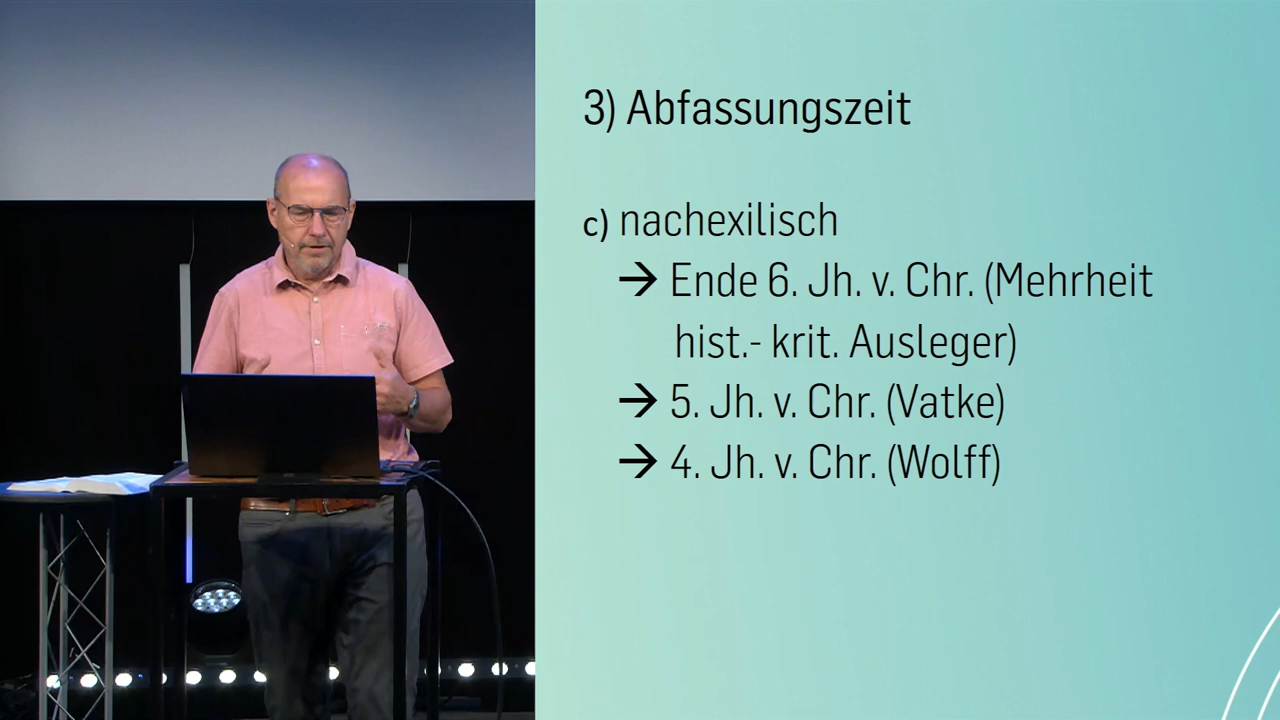 3) Abfassungszeit
c) nachexilisch
→ Ende 6. Jh. v. Chr. (Mehrheit
hist.- krit. Ausleger)
→ 5. Jh. v. Chr. (Vatke)
→ 4. Jh. v. Chr. (Wolff)